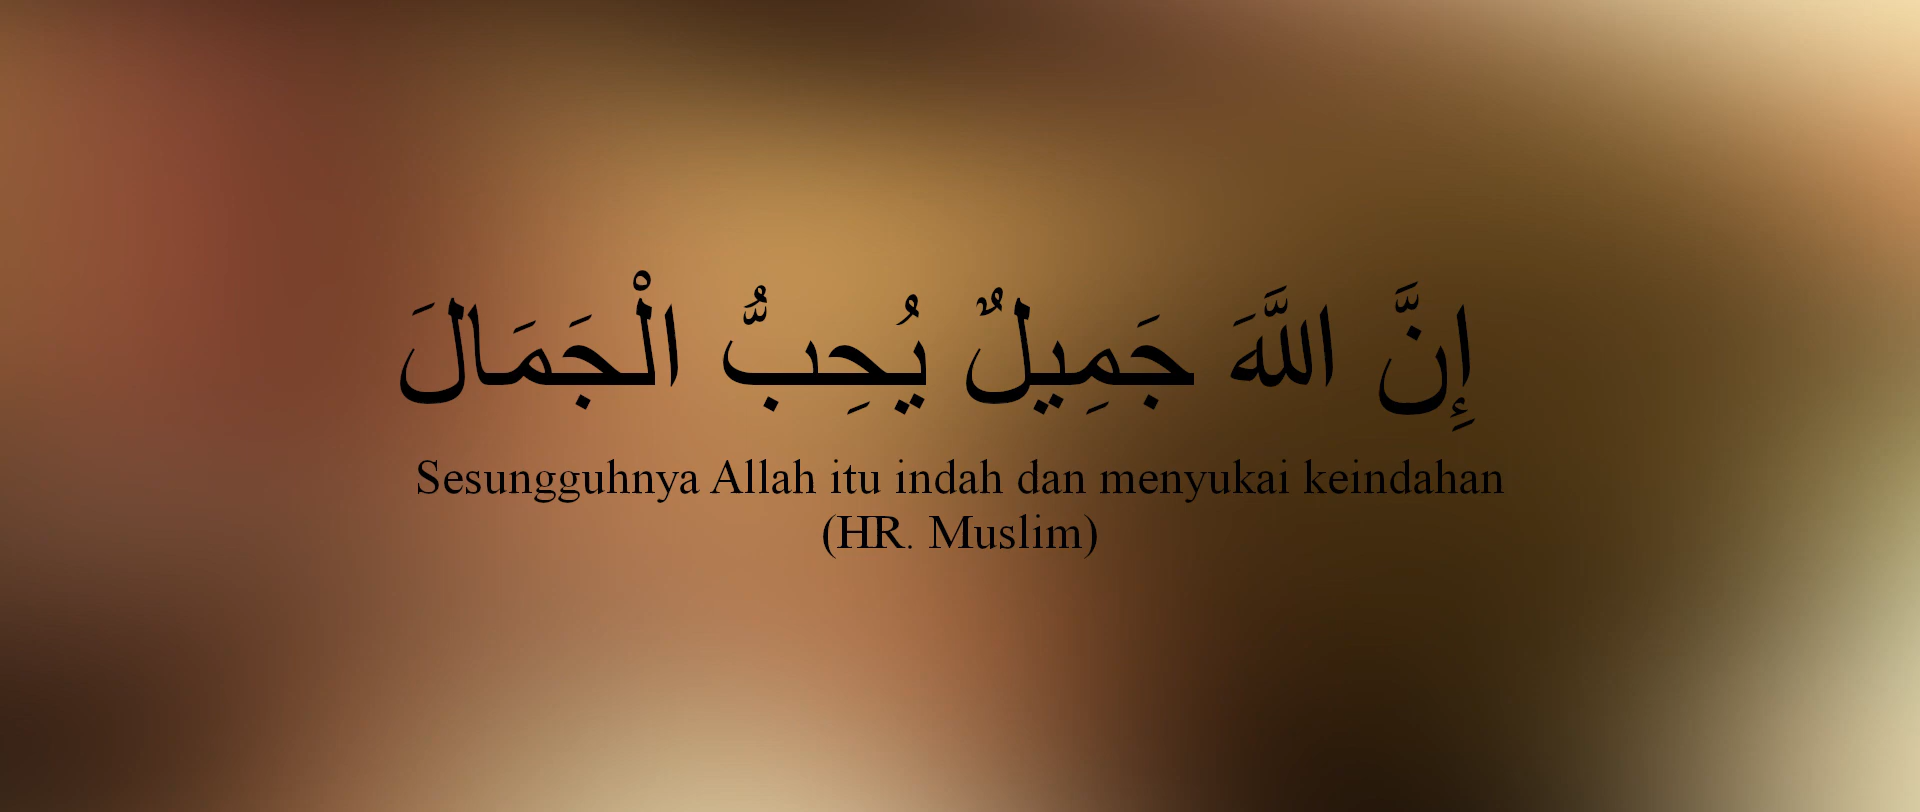 إِنَّ اللَّهَ جَمِيلٌ يُحِبُّ الْجَمَالَ
Sesungguhnya Allah itu indah dan menyukai keindahan
(HR. Muslim)